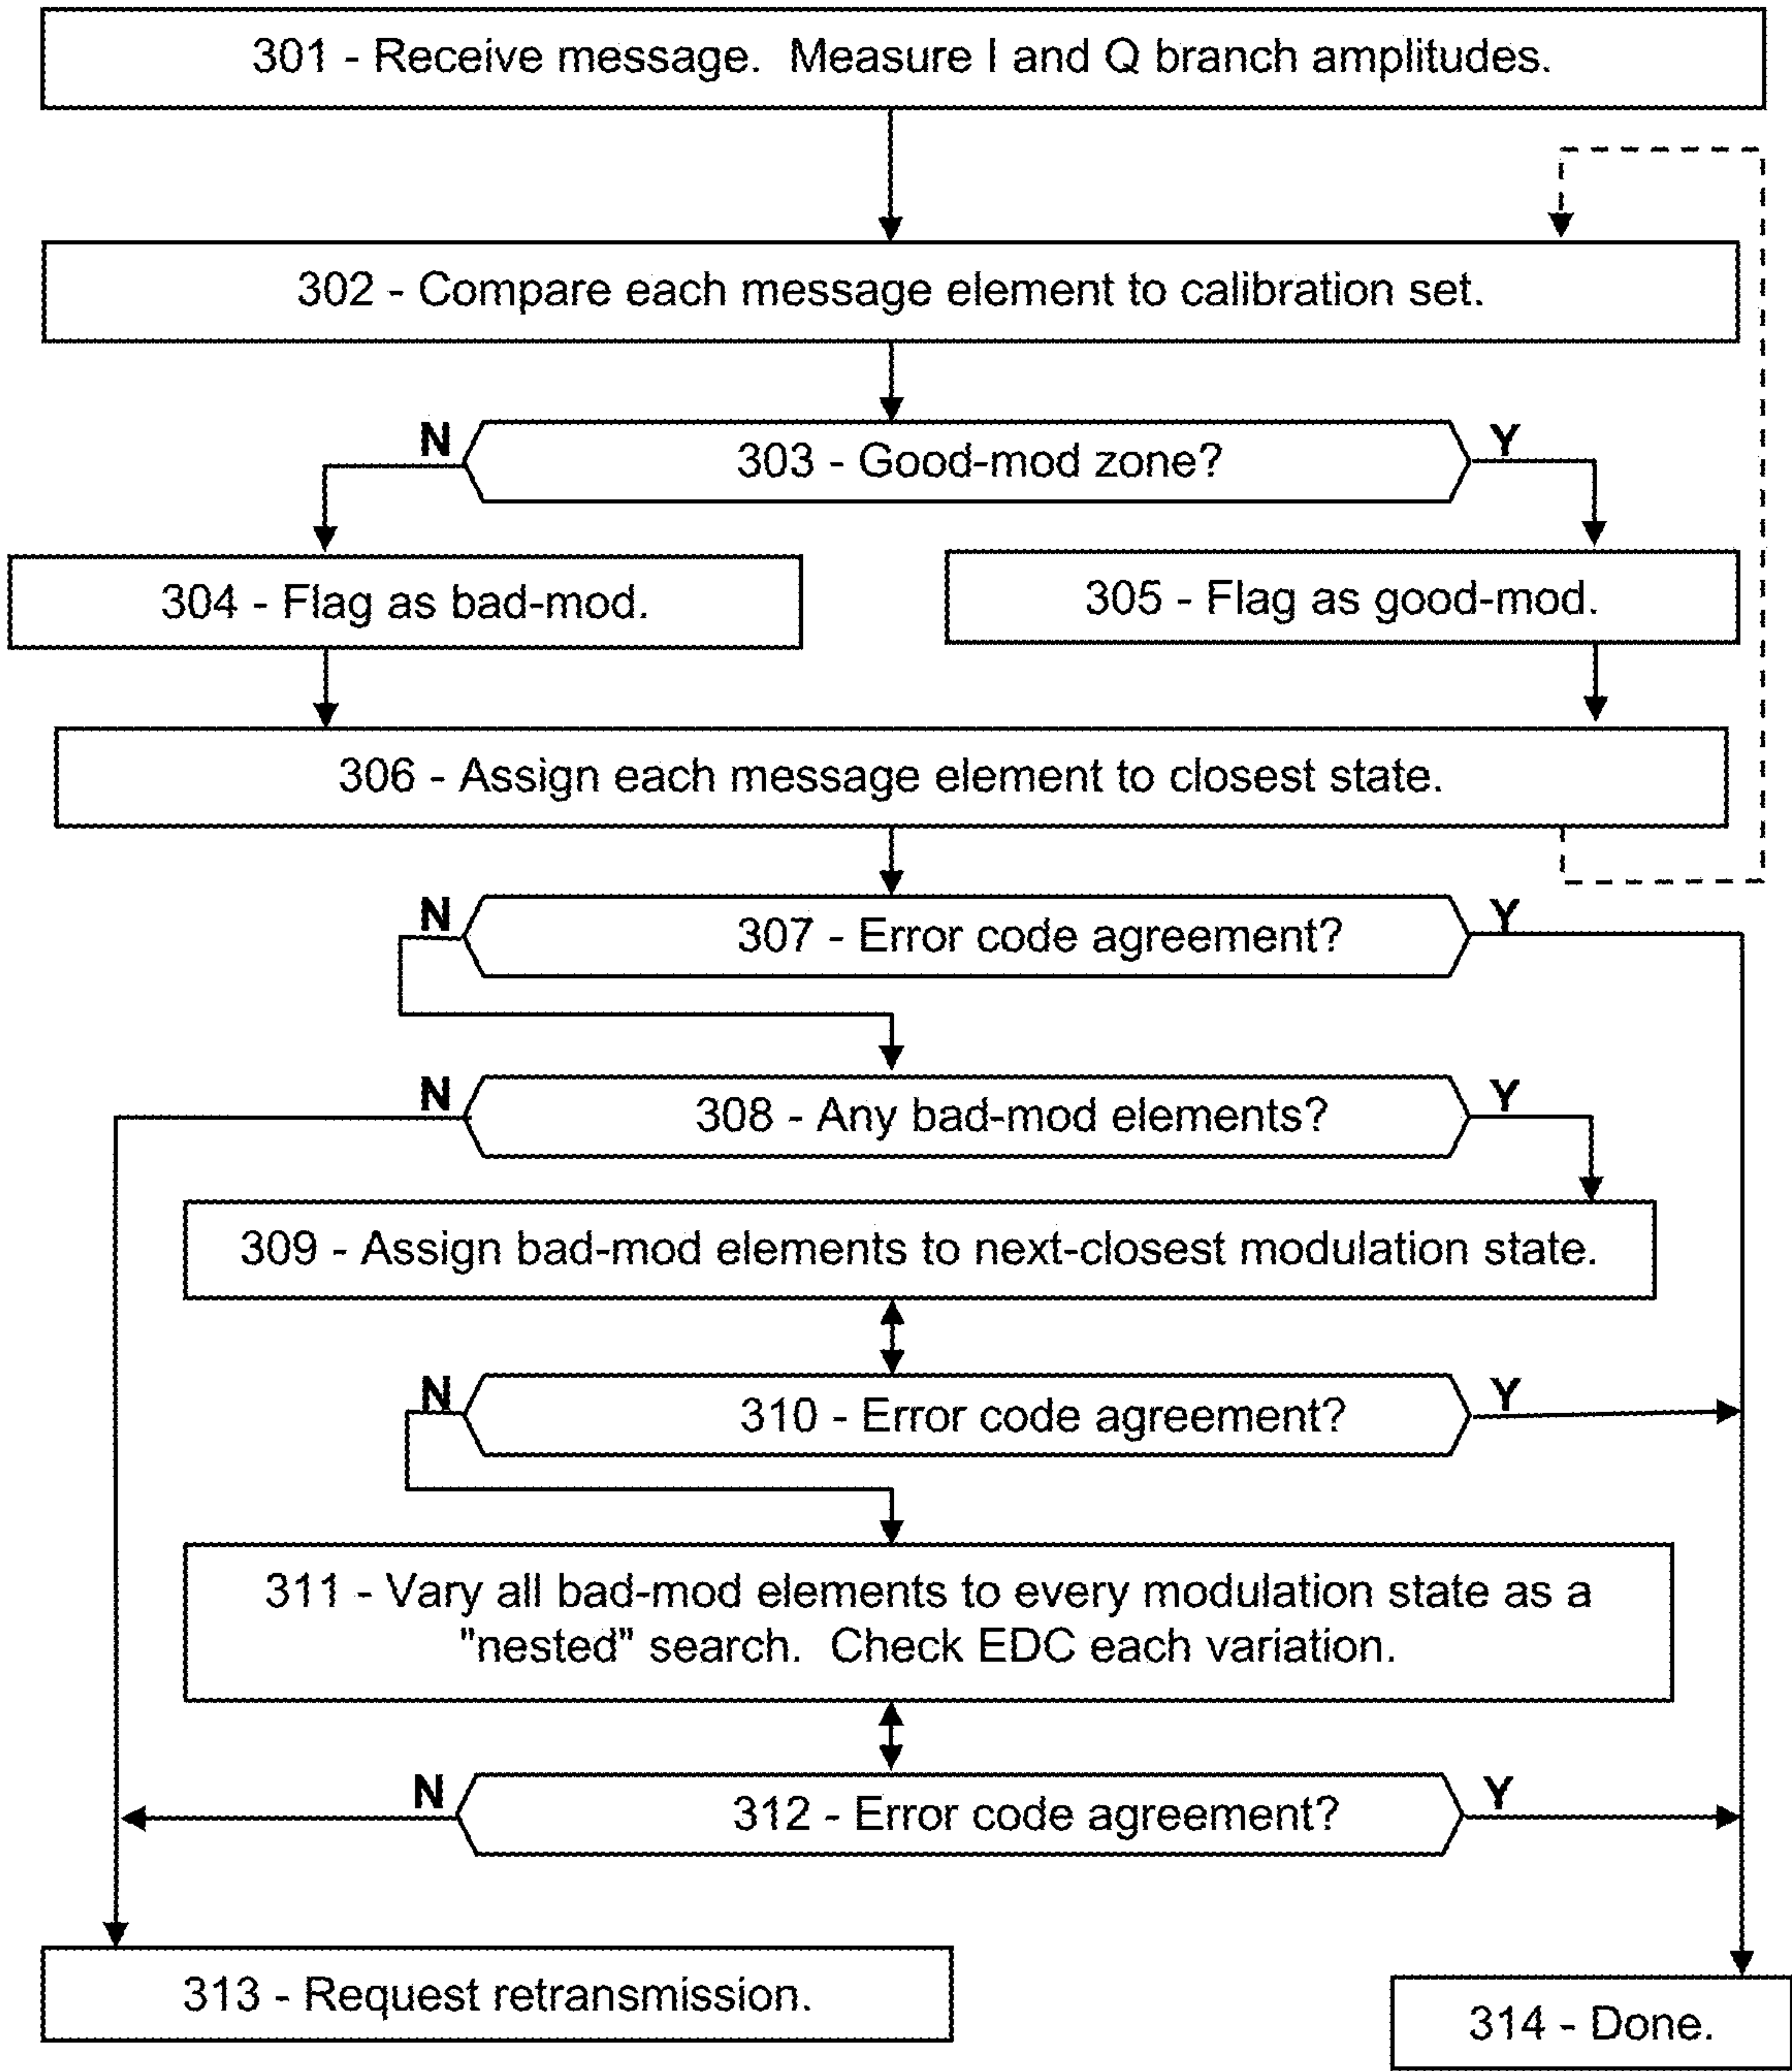 301 - Receive message.  Measure I and Q branch amplitudes.
302 - Compare each message element to calibration set.
N
303 - Good-mod zone?
Y
304 - Flag as bad-mod.
305 - Flag as good-mod.
306 - Assign each message element to closest state.
N
307 - Error code agreement?
Y
N
308 - Any bad-mod elements?
Y
309 - Assign bad-mod elements to next-closest modulation state.
N
310 - Error code agreement?
Y
311 - Vary all bad-mod elements to every modulation state as a
"nested" search.  Check EDC each variation.
N
312 - Error code agreement?
Y
313 - Request retransmission.
314 - Done.